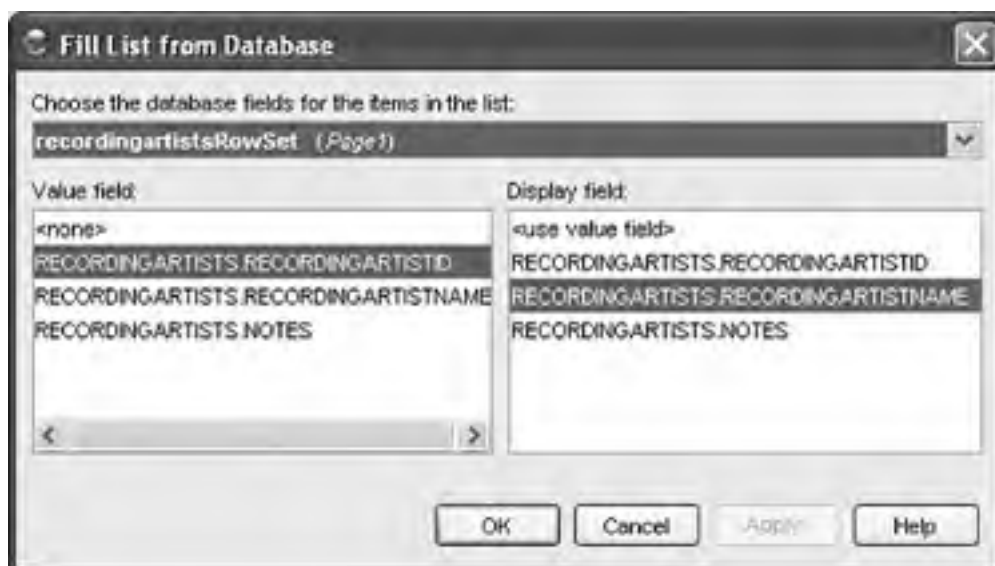 Fill List from Database
Choose the database fields for the items in the list:
recordingartistsRowSet (Page1)
Value field:
<none>
RECORDINGARTISTS.RECORDINGARTISTID
RECORDINGARTISTS.RECORDINGARTISTNAME
RECORDINGARTISTS.NOTES
Display field:
<use value field>
RECORDINGARTISTS.RECORDINGARTISTID
RECORDINGARTISTS.RECORDINGARTISTNAME
RECORDINGARTISTS.NOTES
OK Cancel Apply Help